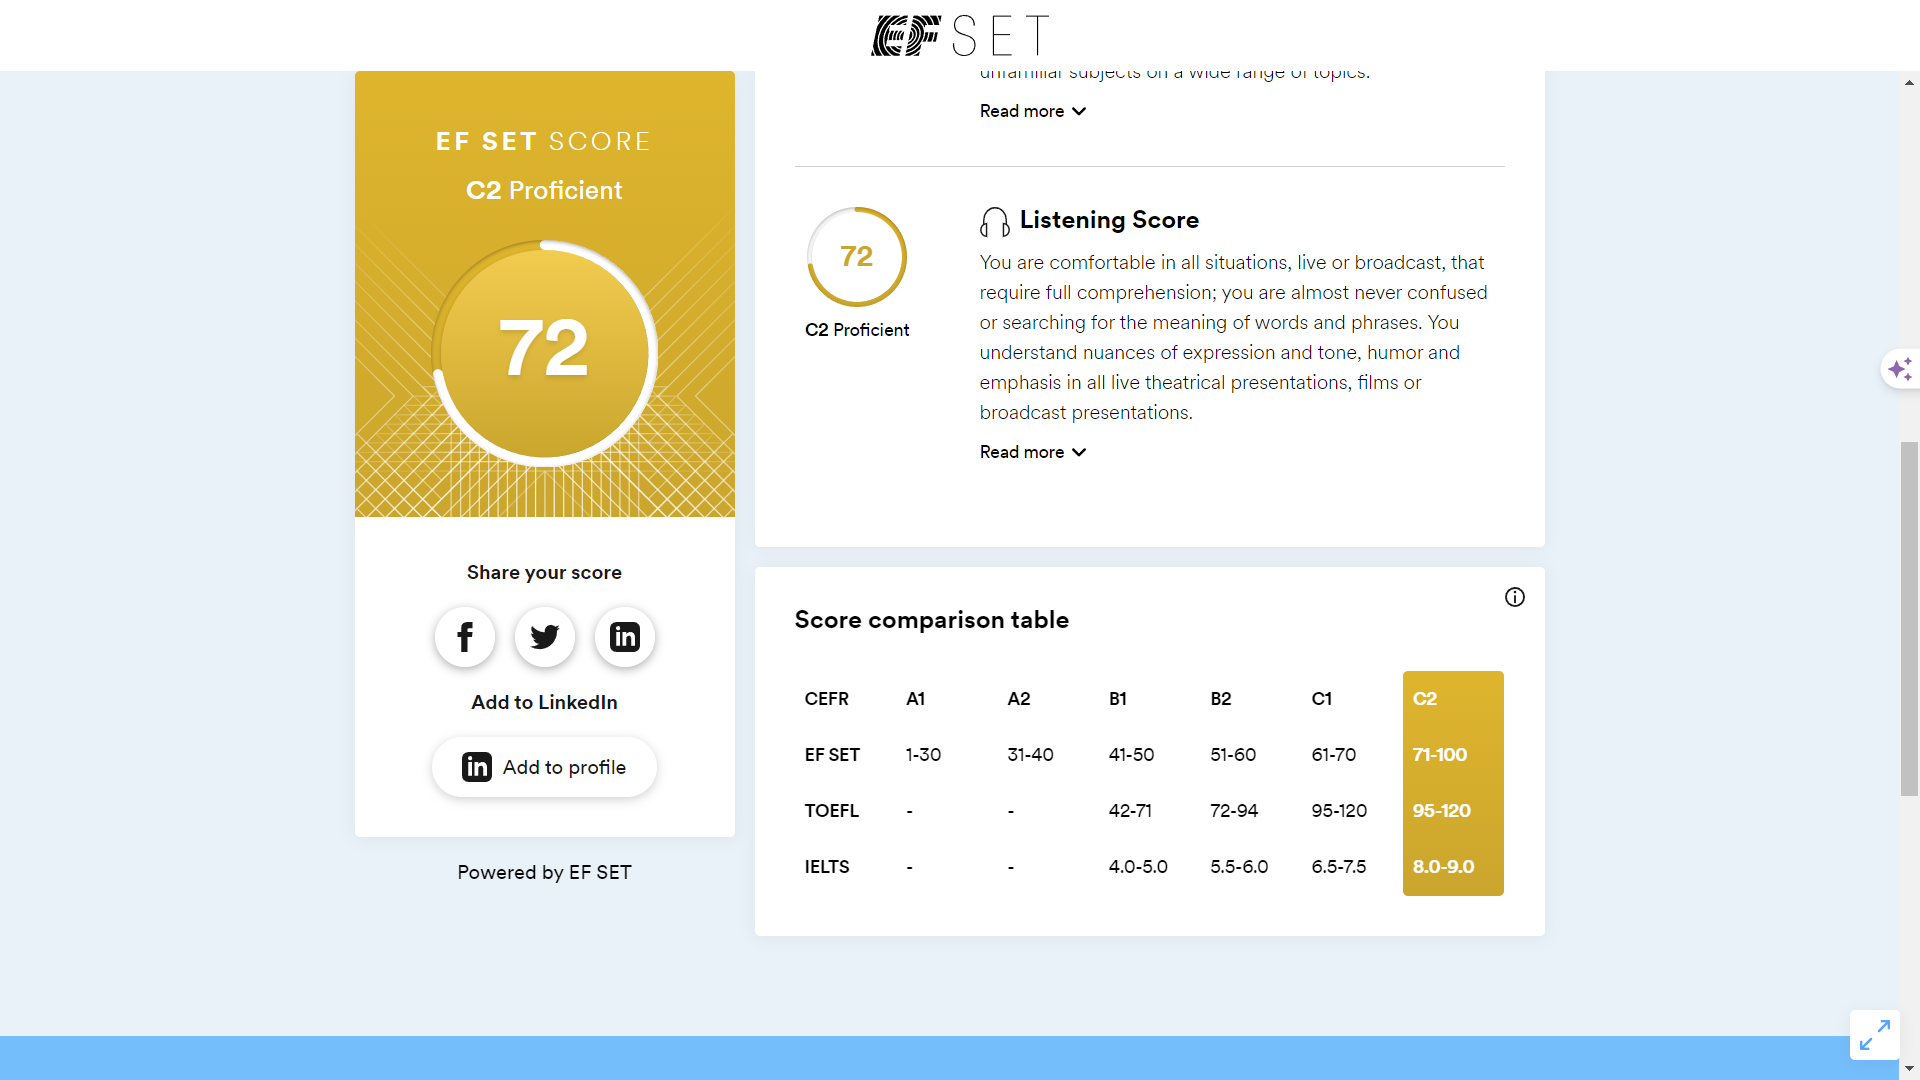 EF SET
EF SET SCORE
C2 Proficient
72
Share your score
Add to LinkedIn
in Add to profile
Powered by EF SET
unfamiliar subjects on a wide range of topics.
Read more
72
C2 Proficient
Listening Score
You are comfortable in all situations, live or broadcast, that
require full comprehension; you are almost never confused
or searching for the meaning of words and phrases. You
understand nuances of expression and tone, humor and
emphasis in all live theatrical presentations, films or
broadcast presentations.
Read more
Score comparison table
CEFR A1 A2 B1 B2 C1 C2
EF SET 1-30 31-40 41-50 51-60 61-70 71-100
TOEFL - - 42-71 72-94 95-120 95-120
IELTS - - 4.0-5.0 5.5-6.0 6.5-7.5 8.0-9.0